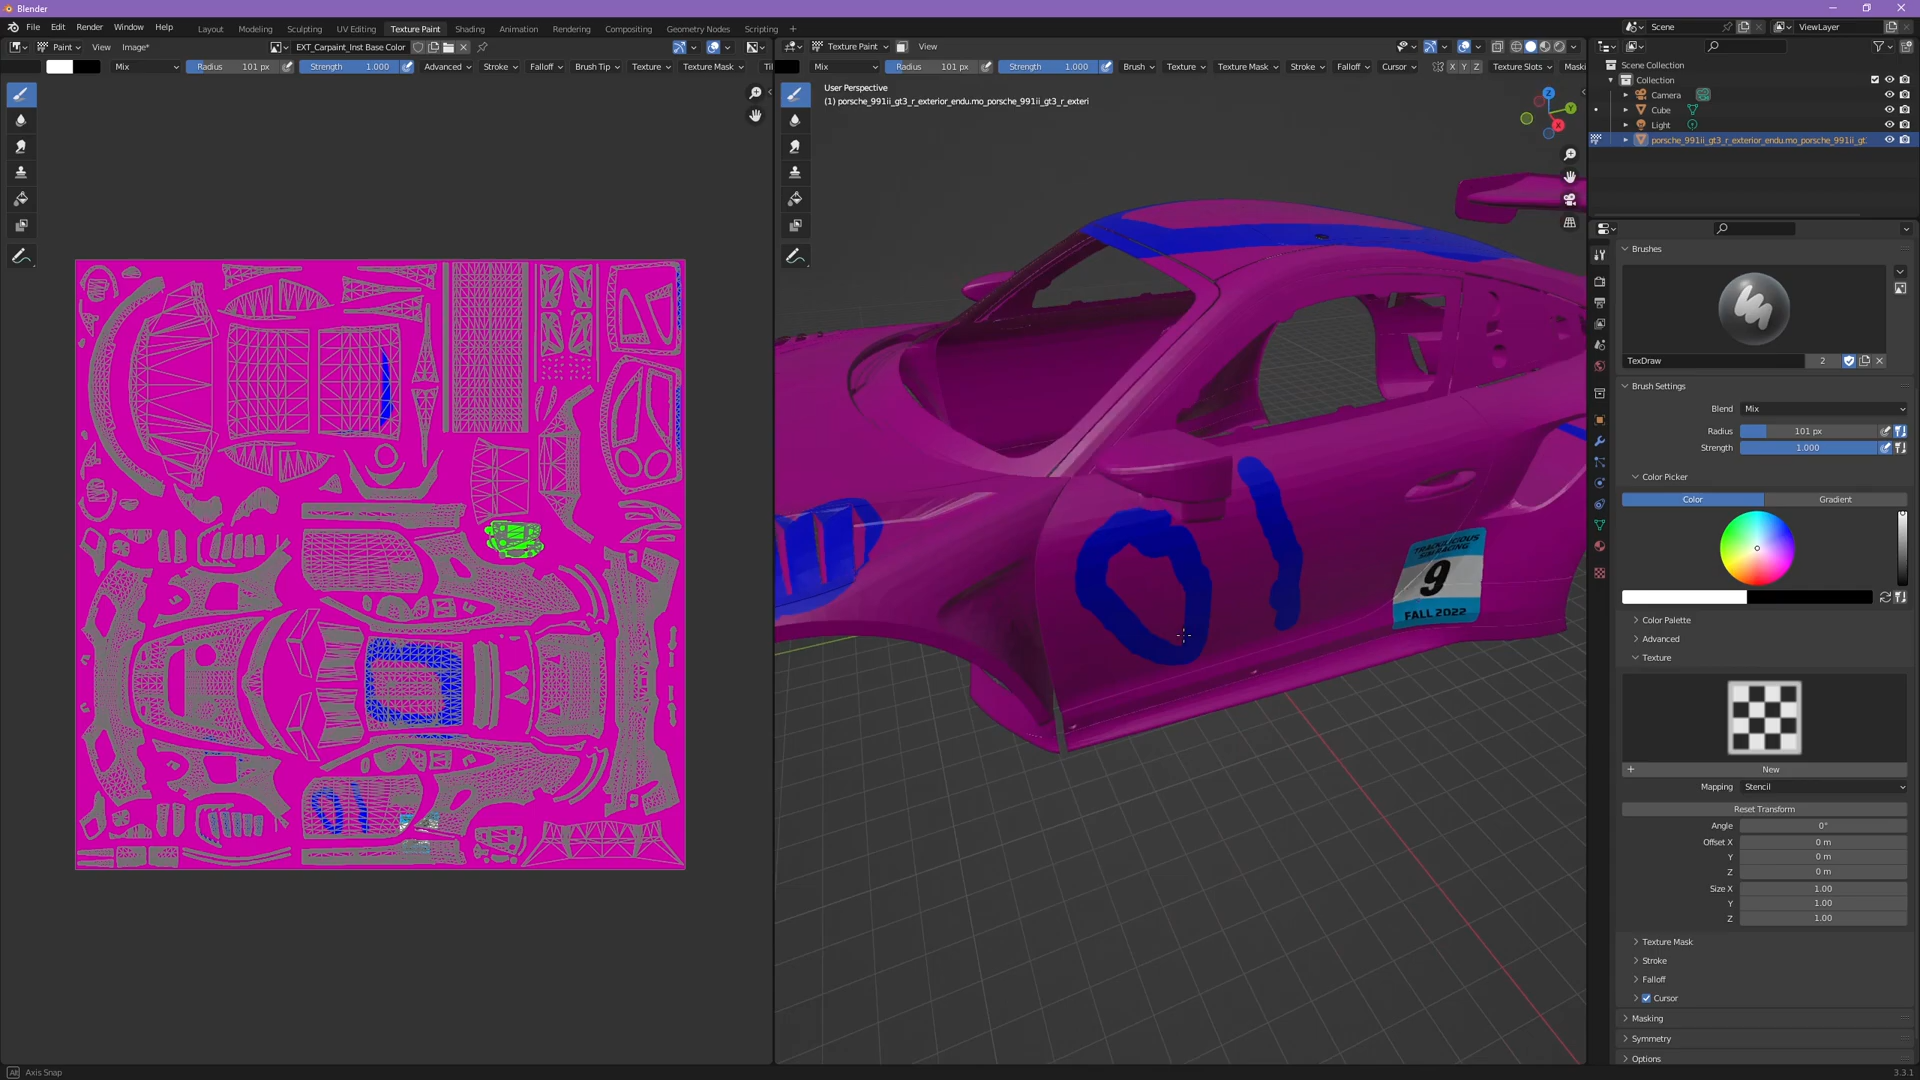 Blender
File Edit Render Window Help
Layout Modeling Sculpting UV Editing Texture Paint Shading Animation Rendering Compositing Geometry Nodes Scripting +
Scene
ViewLayer
Paint View Image*
EXT_Carpaint_Inst Base Color
Texture Paint View
Mix Radius 101 px Strength 1.000 Advanced Stroke Falloff Brush Tip Texture Texture Mask Til
Mix Radius 101 px Strength 1.000 Brush Texture Texture Mask Stroke Falloff Cursor X Y Z Texture Slots Maski
User Perspective
(1) porsche_991ii_gt3_r_exterior_endu.mo_porsche_991ii_gt3_r_exteri
Z
Y
X
01
TRACKILICIOUS
SIMRACING
9
FALL 2022
Scene Collection
Collection
Camera
Cube
Light
porsche_991ii_gt3_r_exterior_endu.mo_porsche_991ii_gt:
Brushes
TexDraw 2
Brush Settings
Blend Mix
Radius 101 px
Strength 1.000
Color Picker
Color Gradient
Color Palette
Advanced
Texture
+ New
Mapping Stencil
Reset Transform
Angle 0°
Offset X 0 m
Y 0 m
Z 0 m
Size X 1.00
Y 1.00
Z 1.00
Texture Mask
Stroke
Falloff
Cursor
Masking
Symmetry
Options
Alt Axis Snap
3.3.1